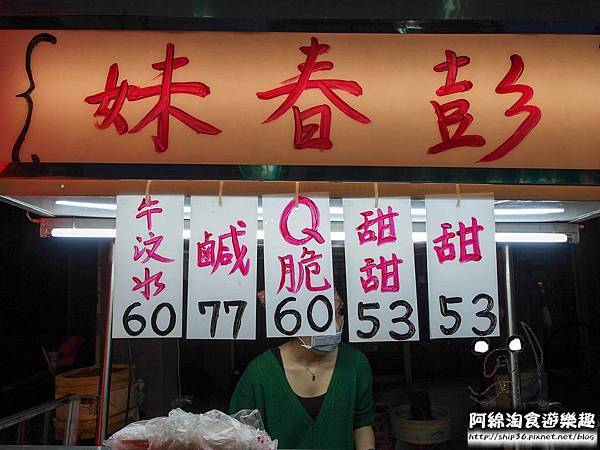 彭春妹
牛汶水
60
鹹
77
Q脆
60
甜甜
53
甜
53
阿綿淘食遊樂趣
http://ship36.pixnet.net/blog